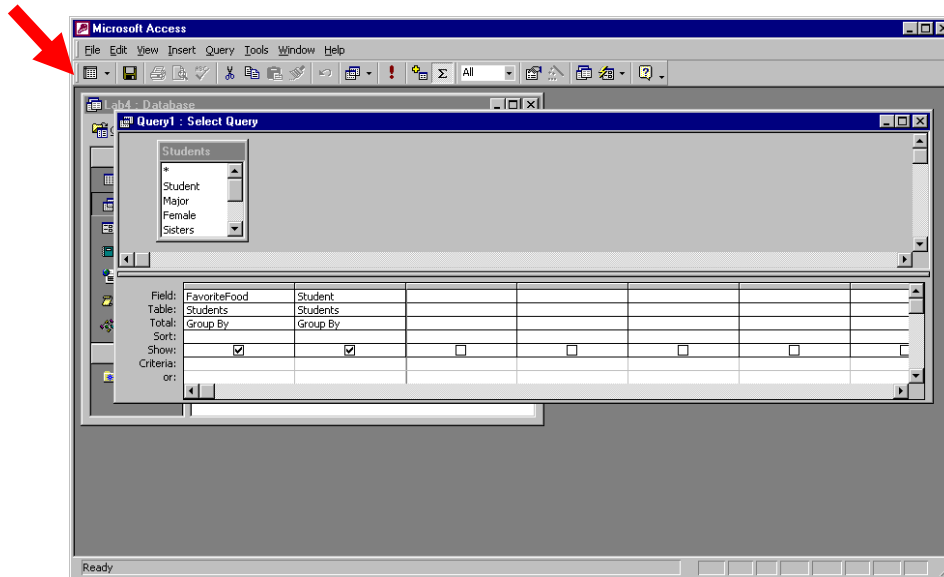 Microsoft Access
File Edit View Insert Query Tools Window Help
All
Lab4 : Database
Query1 : Select Query
Students
*
Student
Major
Female
Sisters
Field: FavoriteFood Student
Table: Students Students
Total: Group By Group By
Sort:
Show:
Criteria:
or:
Ready